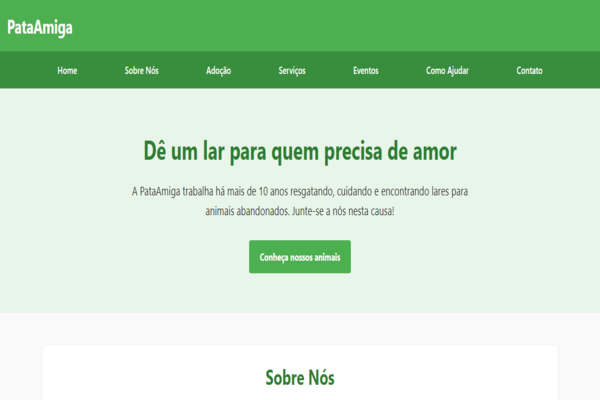 PataAmiga
Home Sobre Nós Adoção Serviços Eventos Como Ajudar Contato
Dê um lar para quem precisa de amor
A PataAmiga trabalha há mais de 10 anos resgatando, cuidando e encontrando lares para
animais abandonados. Junte-se a nós nesta causa!
Conheça nossos animais
Sobre Nós